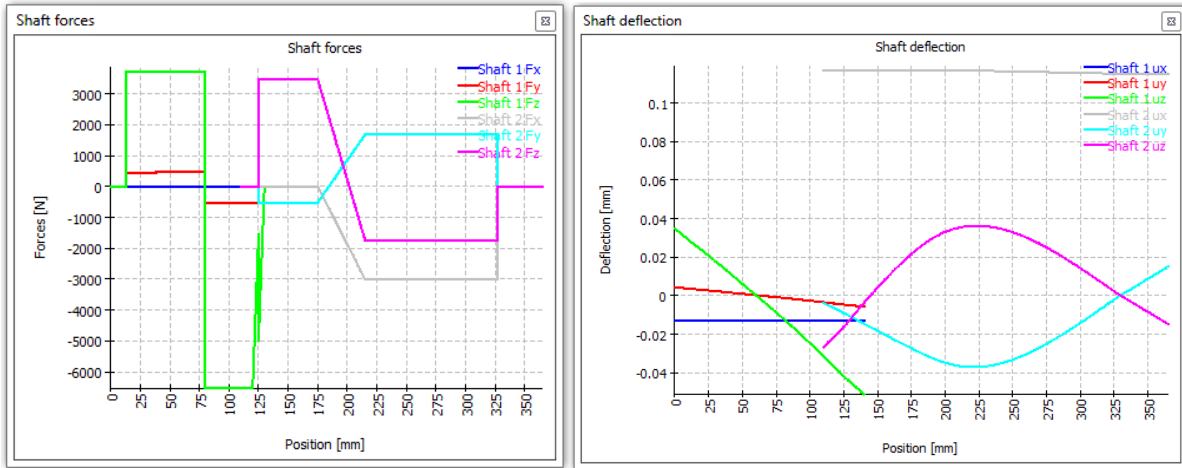 Shaft forces
Shaft forces
Shaft 1 Fx
Shaft 1 Fy
Shaft 1 Fz
Shaft 2 Fx
Shaft 2 Fy
Shaft 2 Fz
3000
2000
1000
0
-1000
-2000
-3000
-4000
-5000
-6000
Forces [N]
0
25
50
75
100
125
150
175
200
225
250
275
300
325
350
Position [mm]
Shaft deflection
Shaft deflection
Shaft 1 ux
Shaft 1 uy
Shaft 1 uz
Shaft 2 ux
Shaft 2 uy
Shaft 2 uz
0.1
0.08
0.06
0.04
0.02
0
-0.02
-0.04
Deflection [mm]
0
25
50
75
100
125
150
175
200
225
250
275
300
325
350
Position [mm]